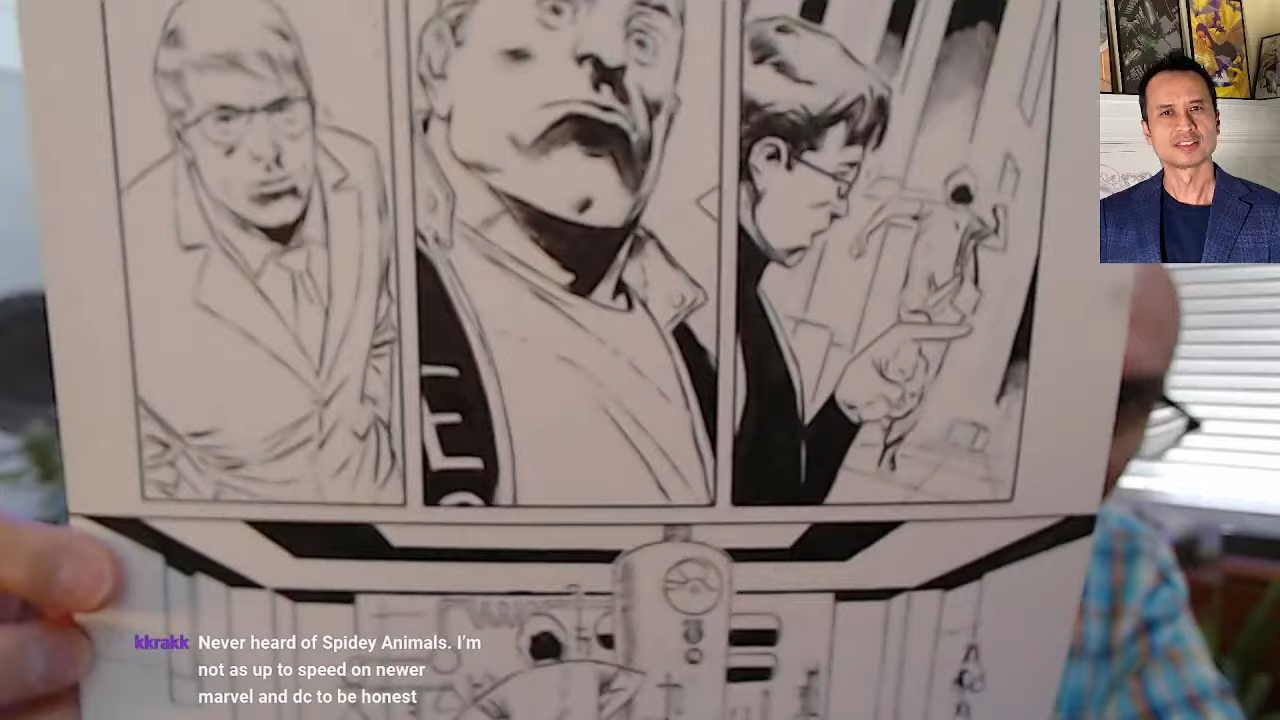 kkrakk Never heard of Spidey Animals. I'm
not as up to speed on newer
marvel and dc to be honest